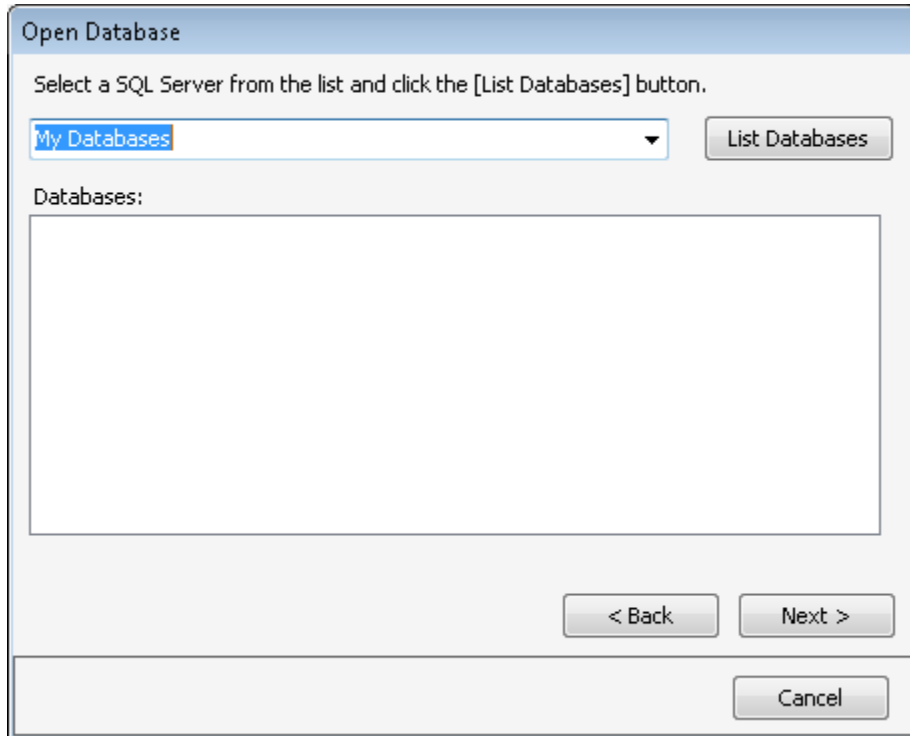 Open Database
Select a SQL Server from the list and click the [List Databases] button.
My Databases
List Databases
Databases:
< Back
Next >
Cancel